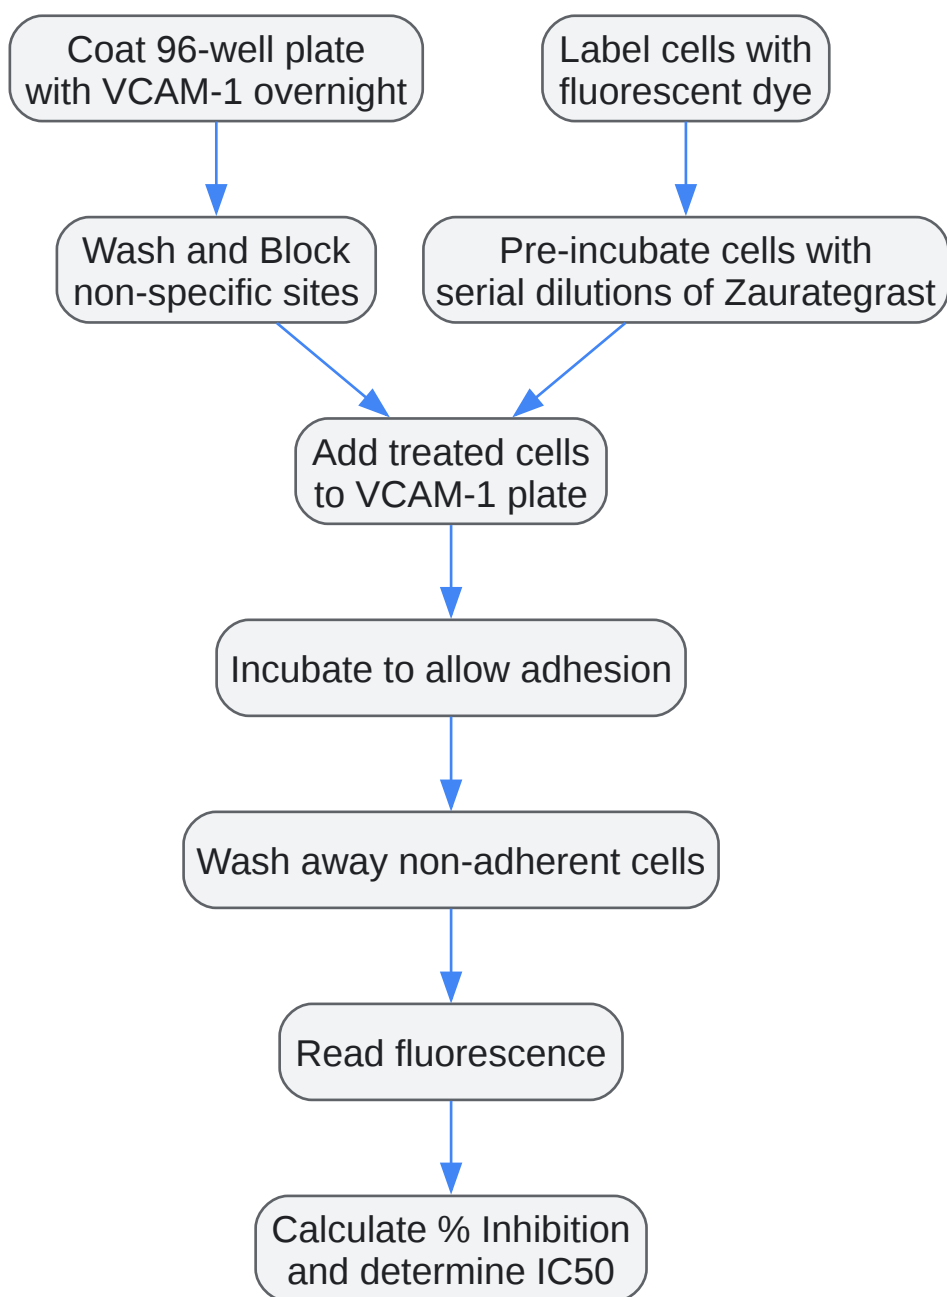 Coat 96-well plate
with VCAM-1 overnight
Label cells with
fluorescent dye
Wash and Block
non-specific sites
Pre-incubate cells with
serial dilutions of Zaurategrast
Add treated cells
to VCAM-1 plate
Incubate to allow adhesion
Wash away non-adherent cells
Read fluorescence
Calculate % Inhibition
and determine IC50